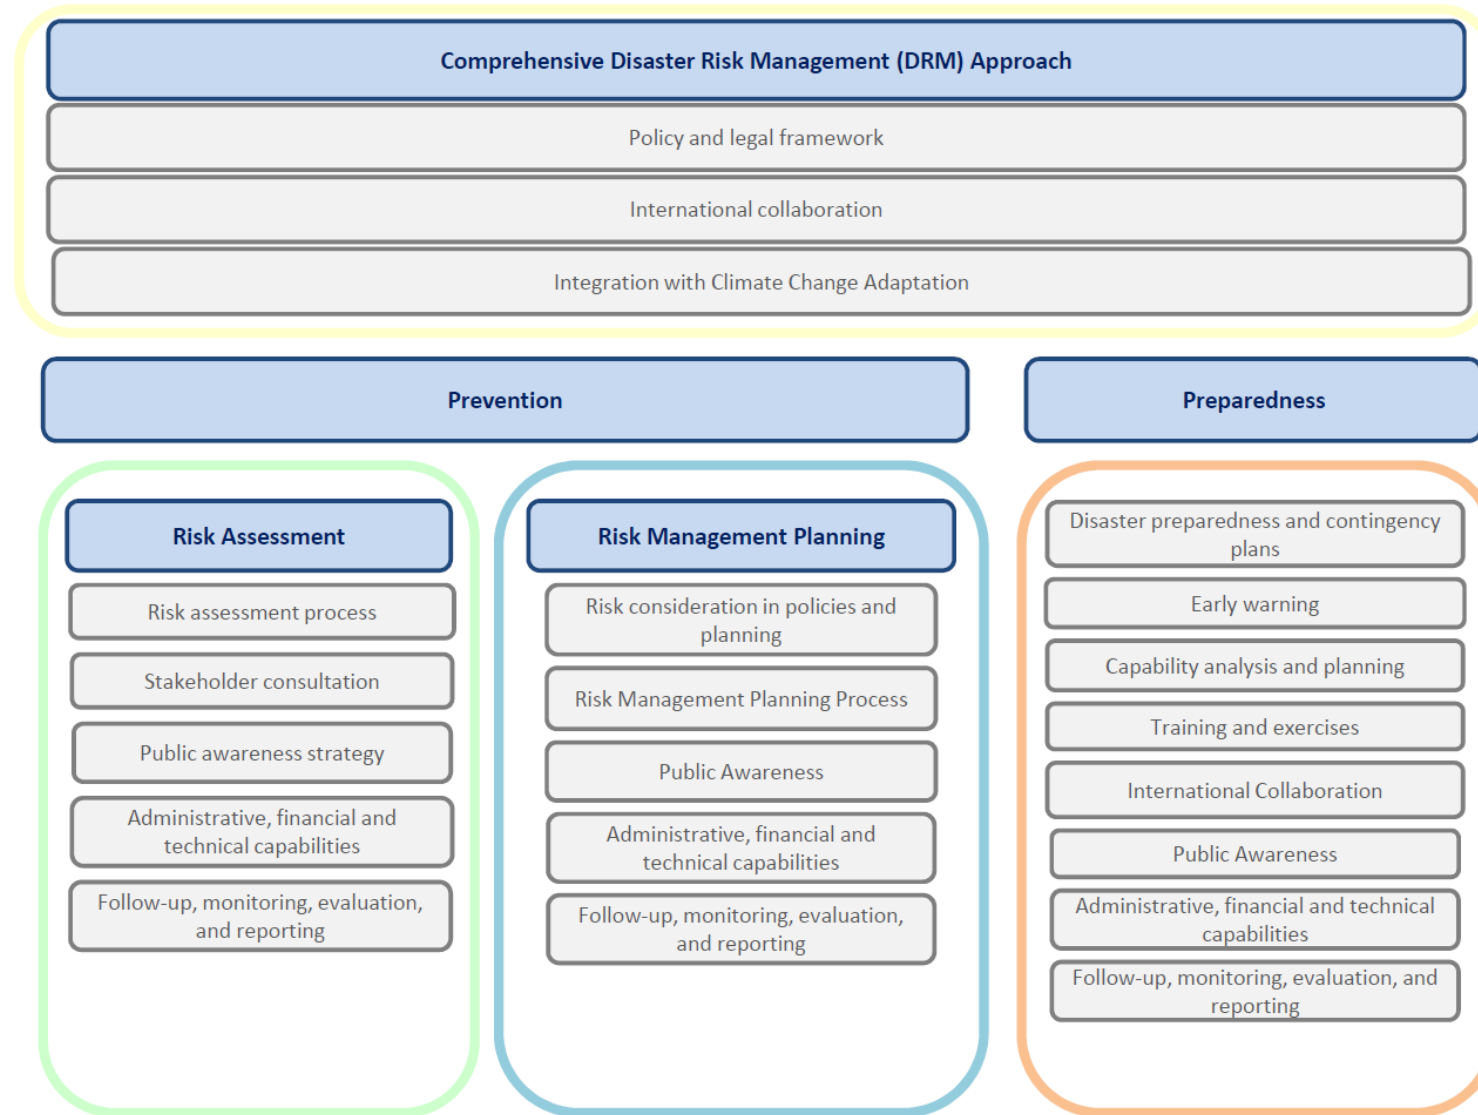 Comprehensive Disaster Risk Management (DRM) Approach
Policy and legal framework
International collaboration
Integration with Climate Change Adaptation
Prevention
Risk Assessment
Risk assessment process
Stakeholder consultation
Public awareness strategy
Administrative, financial and
technical capabilities
Follow-up, monitoring, evaluation,
and reporting
Risk Management Planning
Risk consideration in policies and
planning
Risk Management Planning Process
Public Awareness
Administrative, financial and
technical capabilities
Follow-up, monitoring, evaluation,
and reporting
Preparedness
Disaster preparedness and contingency
plans
Early warning
Capability analysis and planning
Training and exercises
International Collaboration
Public Awareness
Administrative, financial and technical
capabilities
Follow-up, monitoring, evaluation, and
reporting